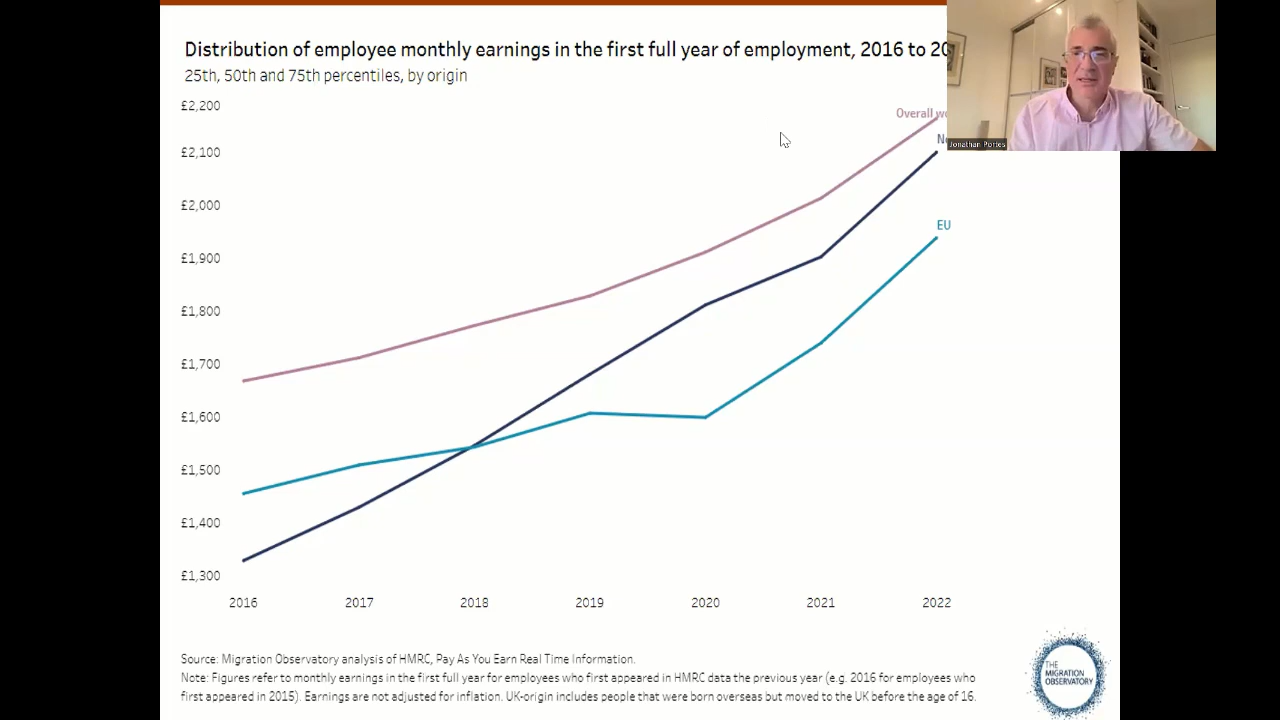 Distribution of employee monthly earnings in the first full year of employment, 2016 to
25th, 50th and 75th percentiles, by origin
£2,200
£2,100
£2,000
£1,900
£1,800
£1,700
£1,600
£1,500
£1,400
£1,300
Overall
EU
2016 2017 2018 2019 2020 2021 2022
Jonathan Portes
Source: Migration Observatory analysis of HMRC, Pay As You Earn Real Time Information.
Note: Figures refer to monthly earnings in the first full year for employees who first appeared in HMRC data the previous year (e.g. 2016 for employees who
first appeared in 2015). Earnings are not adjusted for inflation. UK-origin includes people that were born overseas but moved to the UK before the age of 16.
THE
MIGRATION
OBSERVATORY